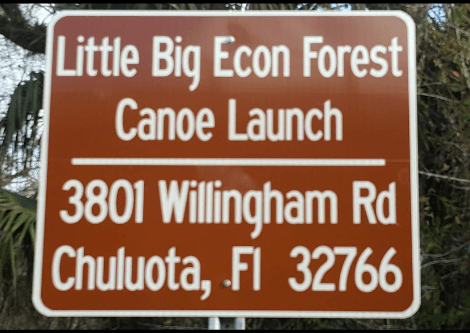 Little Big Econ Forest
Canoe Launch
3801 Willingham Rd
Chuluota, Fl 32766